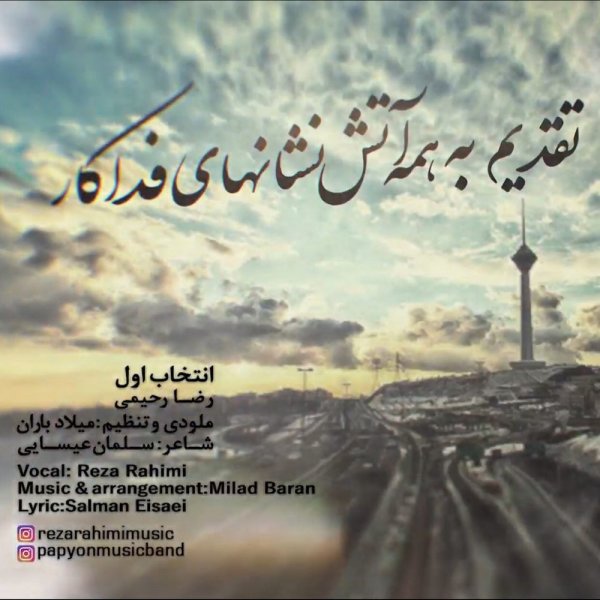 تقدیم به همه آتش نشانهای فداکار
انتخاب اول
رضا رحیمی
ملودی و تنظیم:میلاد باران
شاعر: سلمان عیسایی
Vocal: Reza Rahimi
Music & arrangement:Milad Baran
Lyric:Salman Eisaei
rezarahimimusic
papyonmusicband